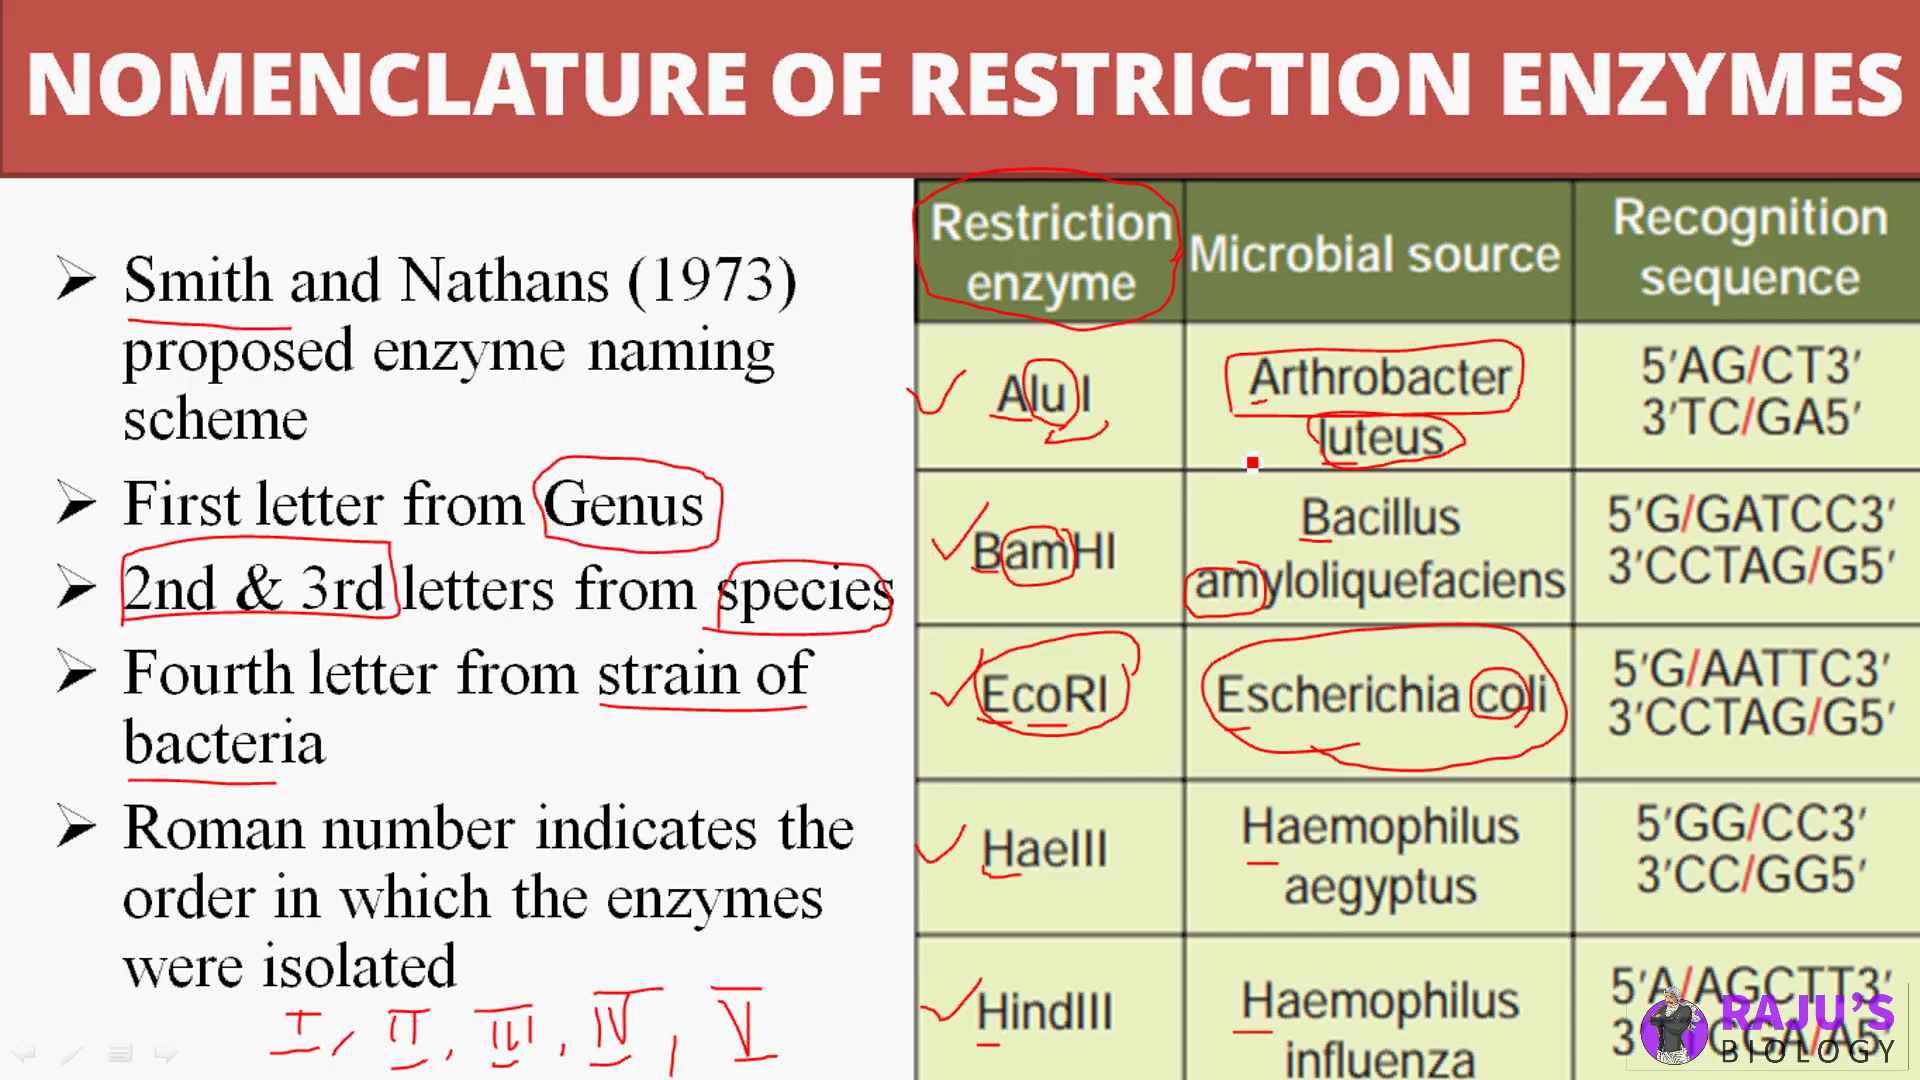 NOMENCLATURE OF RESTRICTION ENZYMES
Smith and Nathans (1973)
proposed enzyme naming
scheme
First letter from Genus
2nd & 3rd letters from species
Fourth letter from strain of
bacteria
Roman number indicates the
order in which the enzymes
were isolated
I, II, III, IV, V
Restriction enzyme
Microbial source
Recognition sequence
Alu I
Arthrobacter
luteus
5'AG/CT3'
3'TC/GA5'
BamHI
Bacillus
amyloliquefaciens
5'G/GATCC3'
3'CCTAG/G5'
EcoRI
Escherichia coli
5'G/AATTC3'
3'CCTAG/G5'
HaeIII
Haemophilus
aegyptus
5'GG/CC3'
3'CC/GG5'
HindIII
Haemophilus
influenza
5'A/AGCTT3'
RAJU'S
BIOLOGY